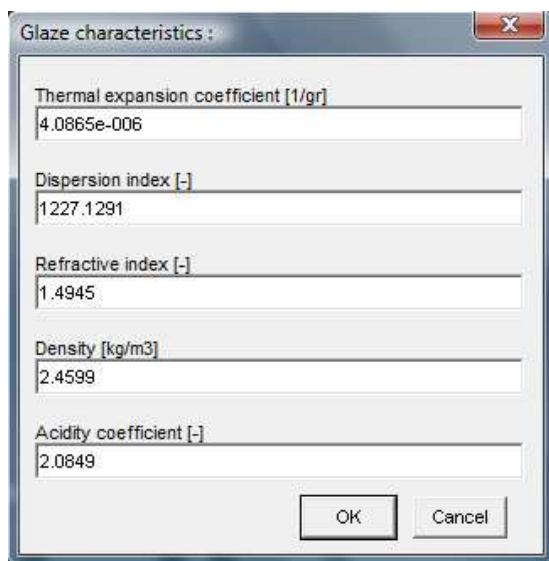 Glaze characteristics :
Thermal expansion coefficient [1/gr]
4.0865e-006
Dispersion index [-]
1227.1291
Refractive index [-]
1.4945
Density [kg/m3]
2.4599
Acidity coefficient [-]
2.0849
OK Cancel